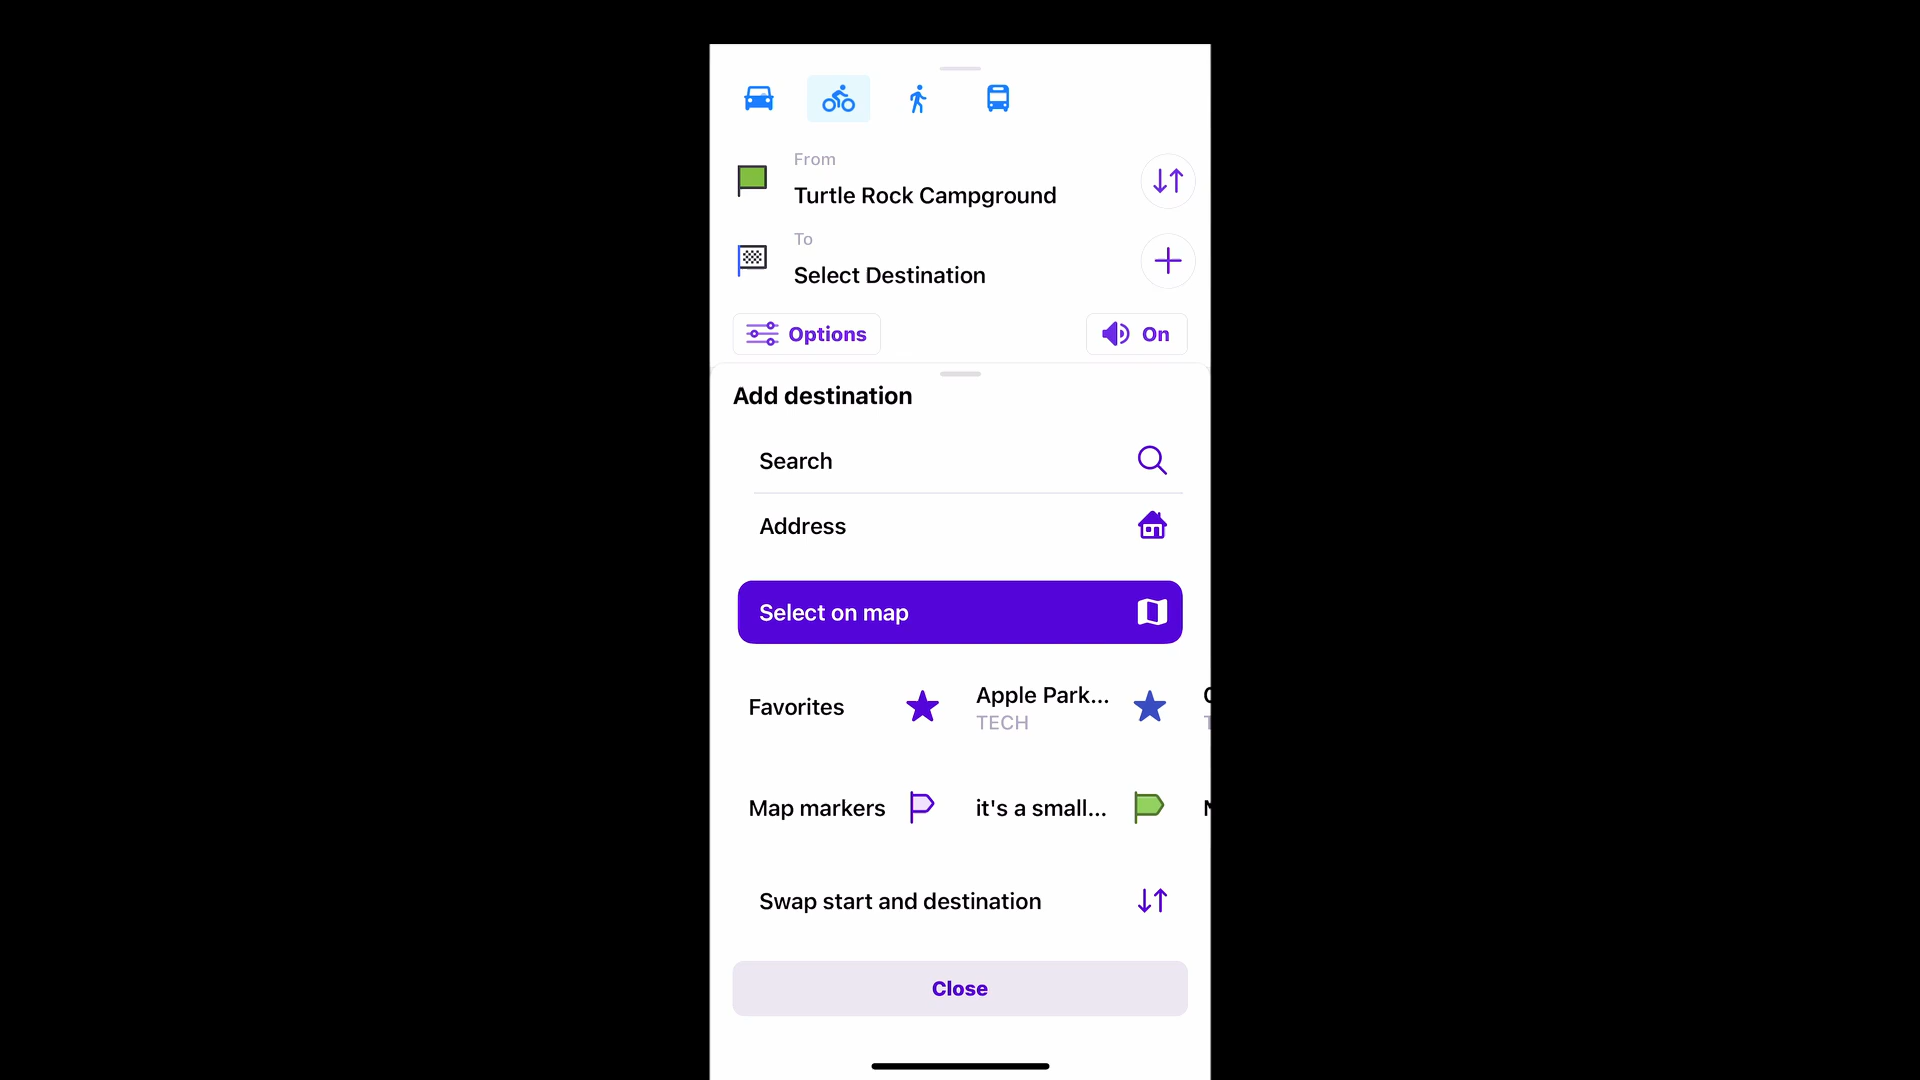 From
Turtle Rock Campground
To
Select Destination
Options
On
Add destination
Search
Address
Select on map
Favorites
Apple Park...
TECH
Map markers
it's a small...
Swap start and destination
Close